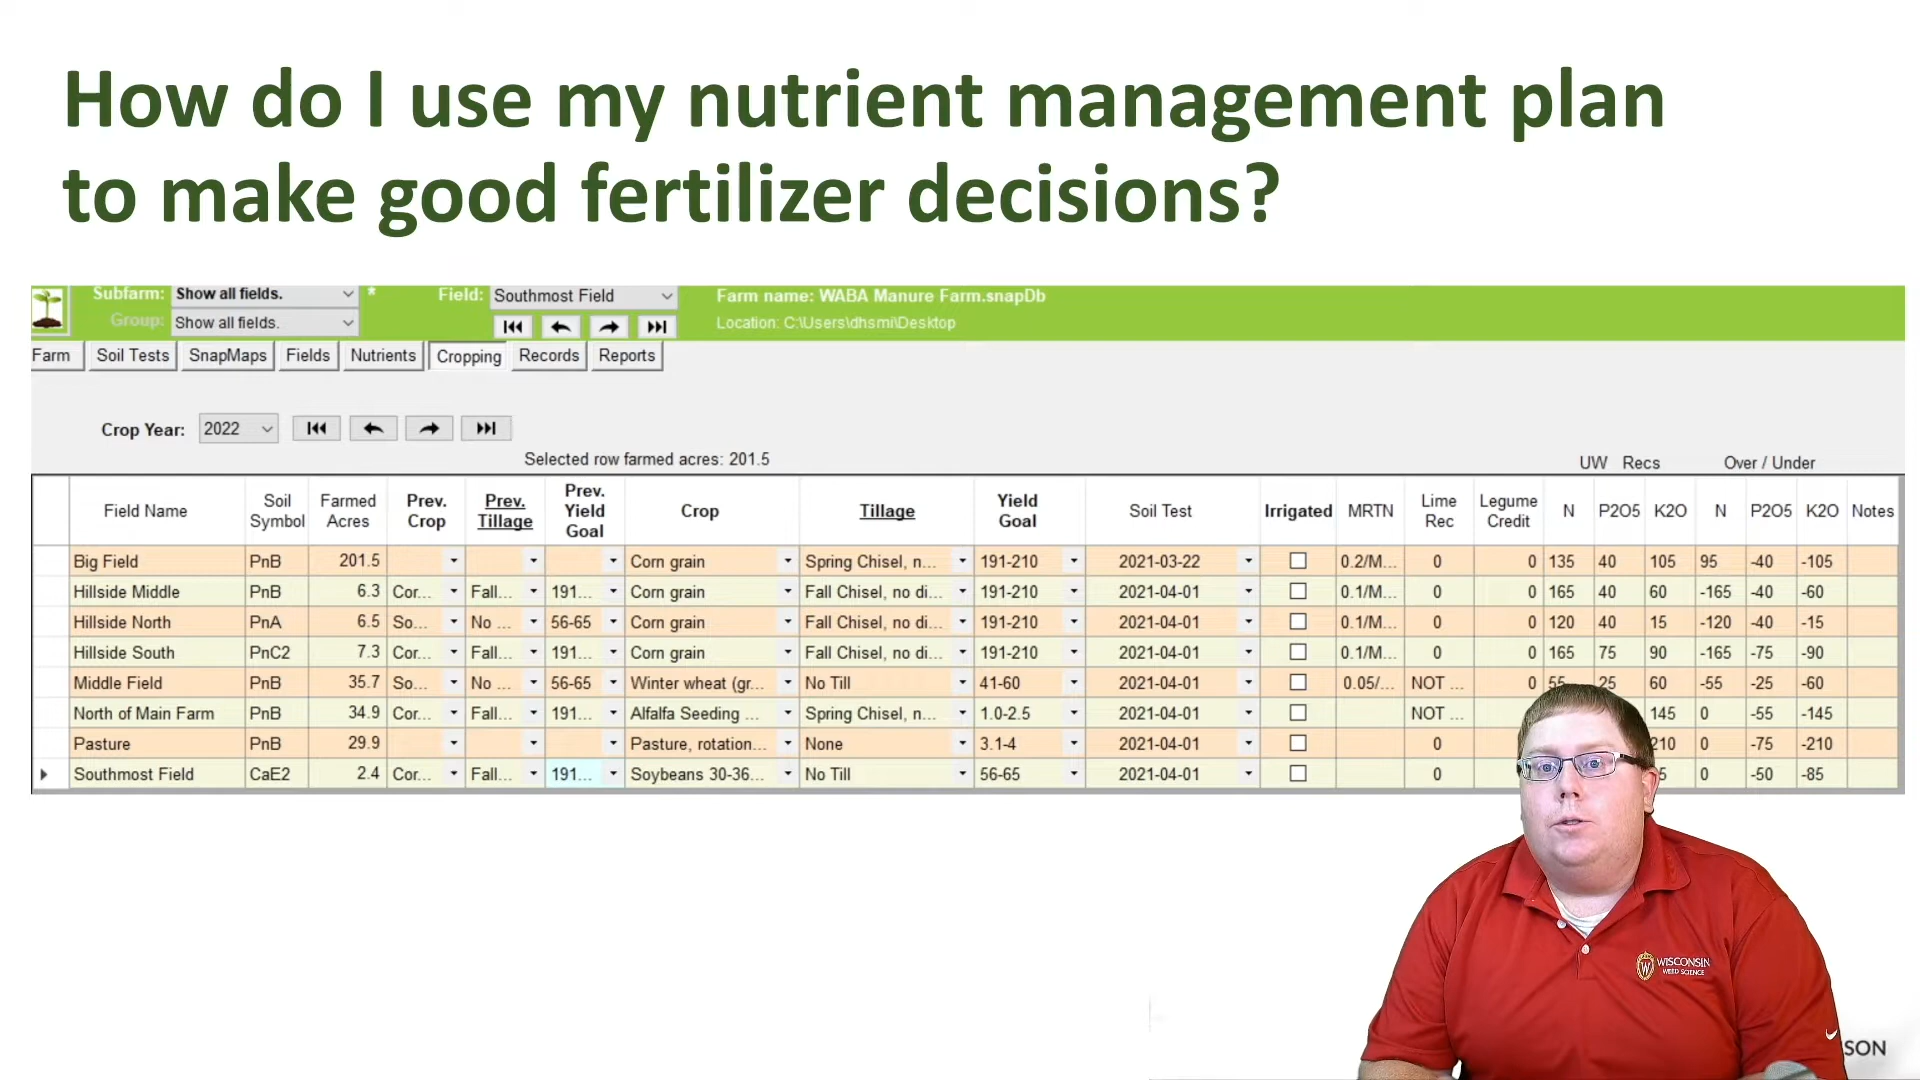 How do I use my nutrient management plan
to make good fertilizer decisions?
Subfarm: Show all fields. * Field: Southmost Field Farm name: WABA Manure Farm.snapDb
Group: Show all fields. Location: C:\Users\dhsmi\Desktop
Farm Soil Tests SnapMaps Fields Nutrients Cropping Records Reports
Crop Year: 2022
Selected row farmed acres: 201.5 UW Recs Over / Under
Field Name Soil Symbol Farmed Acres Prev. Crop Prev. Tillage Prev. Yield Goal Crop Tillage Yield Goal Soil Test Irrigated MRTN Lime Rec Legume Credit N P2O5 K2O N P2O5 K2O Notes
Big Field PnB 201.5 Corn grain Spring Chisel, n... 191-210 2021-03-22 0.2/M... 0 0 135 40 105 95 -40 -105
Hillside Middle PnB 6.3 Cor... Fall... 191... Corn grain Fall Chisel, no di... 191-210 2021-04-01 0.1/M... 0 0 165 40 60 -165 -40 -60
Hillside North PnA 6.5 So... No ... 56-65 Corn grain Fall Chisel, no di... 191-210 2021-04-01 0.1/M... 0 0 120 40 15 -120 -40 -15
Hillside South PnC2 7.3 Cor... Fall... 191... Corn grain Fall Chisel, no di... 191-210 2021-04-01 0.1/M... 0 0 165 75 90 -165 -75 -90
Middle Field PnB 35.7 So... No ... 56-65 Winter wheat (gr... No Till 41-60 2021-04-01 0.05/... NOT ... 0 55 25 60 -55 -25 -60
North of Main Farm PnB 34.9 Cor... Fall... 191... Alfalfa Seeding ... Spring Chisel, n... 1.0-2.5 2021-04-01 NOT ... 145 0 -55 -145
Pasture PnB 29.9 Pasture, rotation... None 3.1-4 2021-04-01 0 210 0 -75 -210
Southmost Field CaE2 2.4 Cor... Fall... 191... Soybeans 30-36... No Till 56-65 2021-04-01 0 5 0 -50 -85
WISCONSIN
WEED SCIENCE
SON